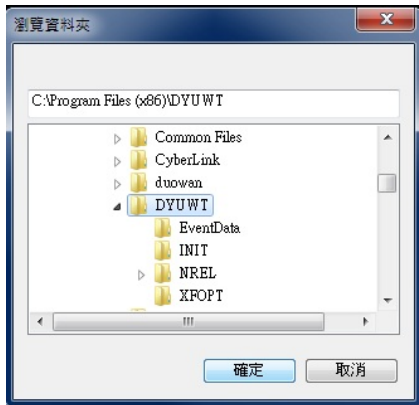 瀏覽資料夾
C:\Program Files (x86)\DYUWT
Common Files
CyberLink
duowan
DYUWT
EventData
INIT
NREL
XFOPT
確定
取消